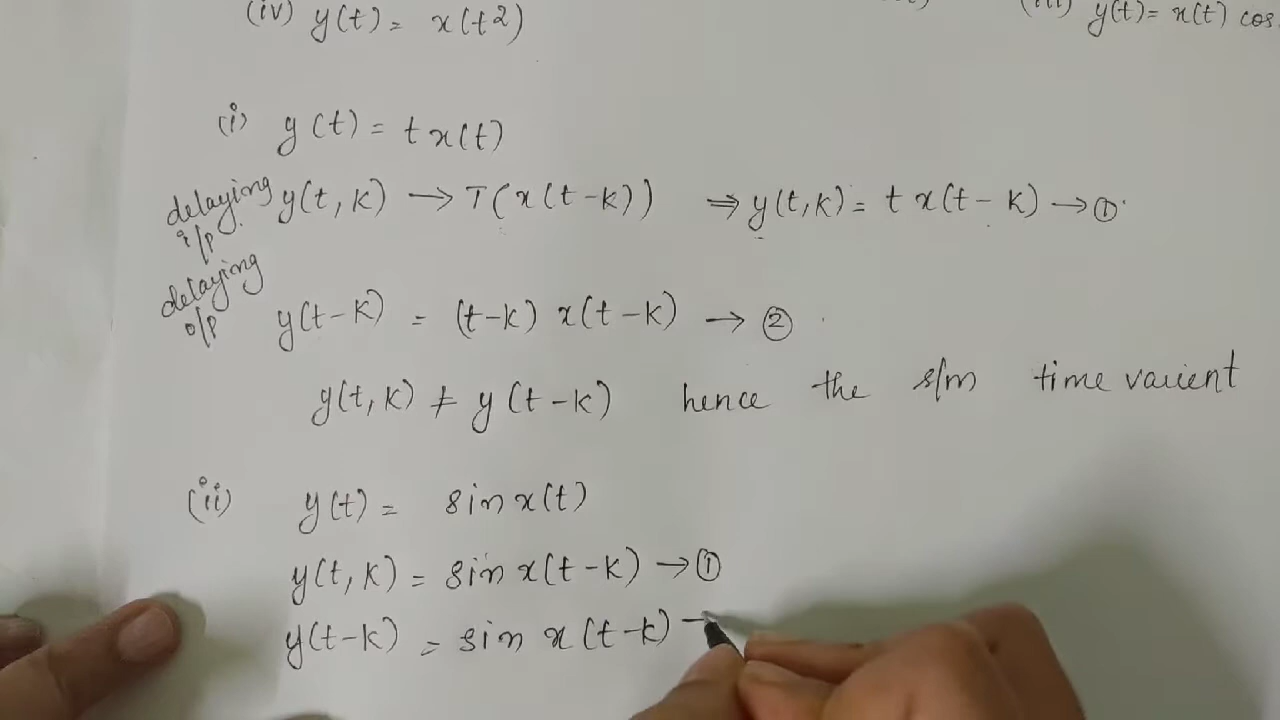 (iv) y(t) = x(t2)
(iii) y(t) = x(t) cos
(i) y(t) = t x(t)
delaying i/p y(t, k) → T(x(t-k)) ⇒ y(t,k) = t x(t-k) → ①
delaying o/p y(t-k) = (t-k) x(t-k) → ②
y(t, k) ≠ y(t-k) hence the s/m time varient
(ii) y(t) = sin x(t)
y(t, k) = sin x(t-k) → ①
y(t-k) = sin x(t-k) -